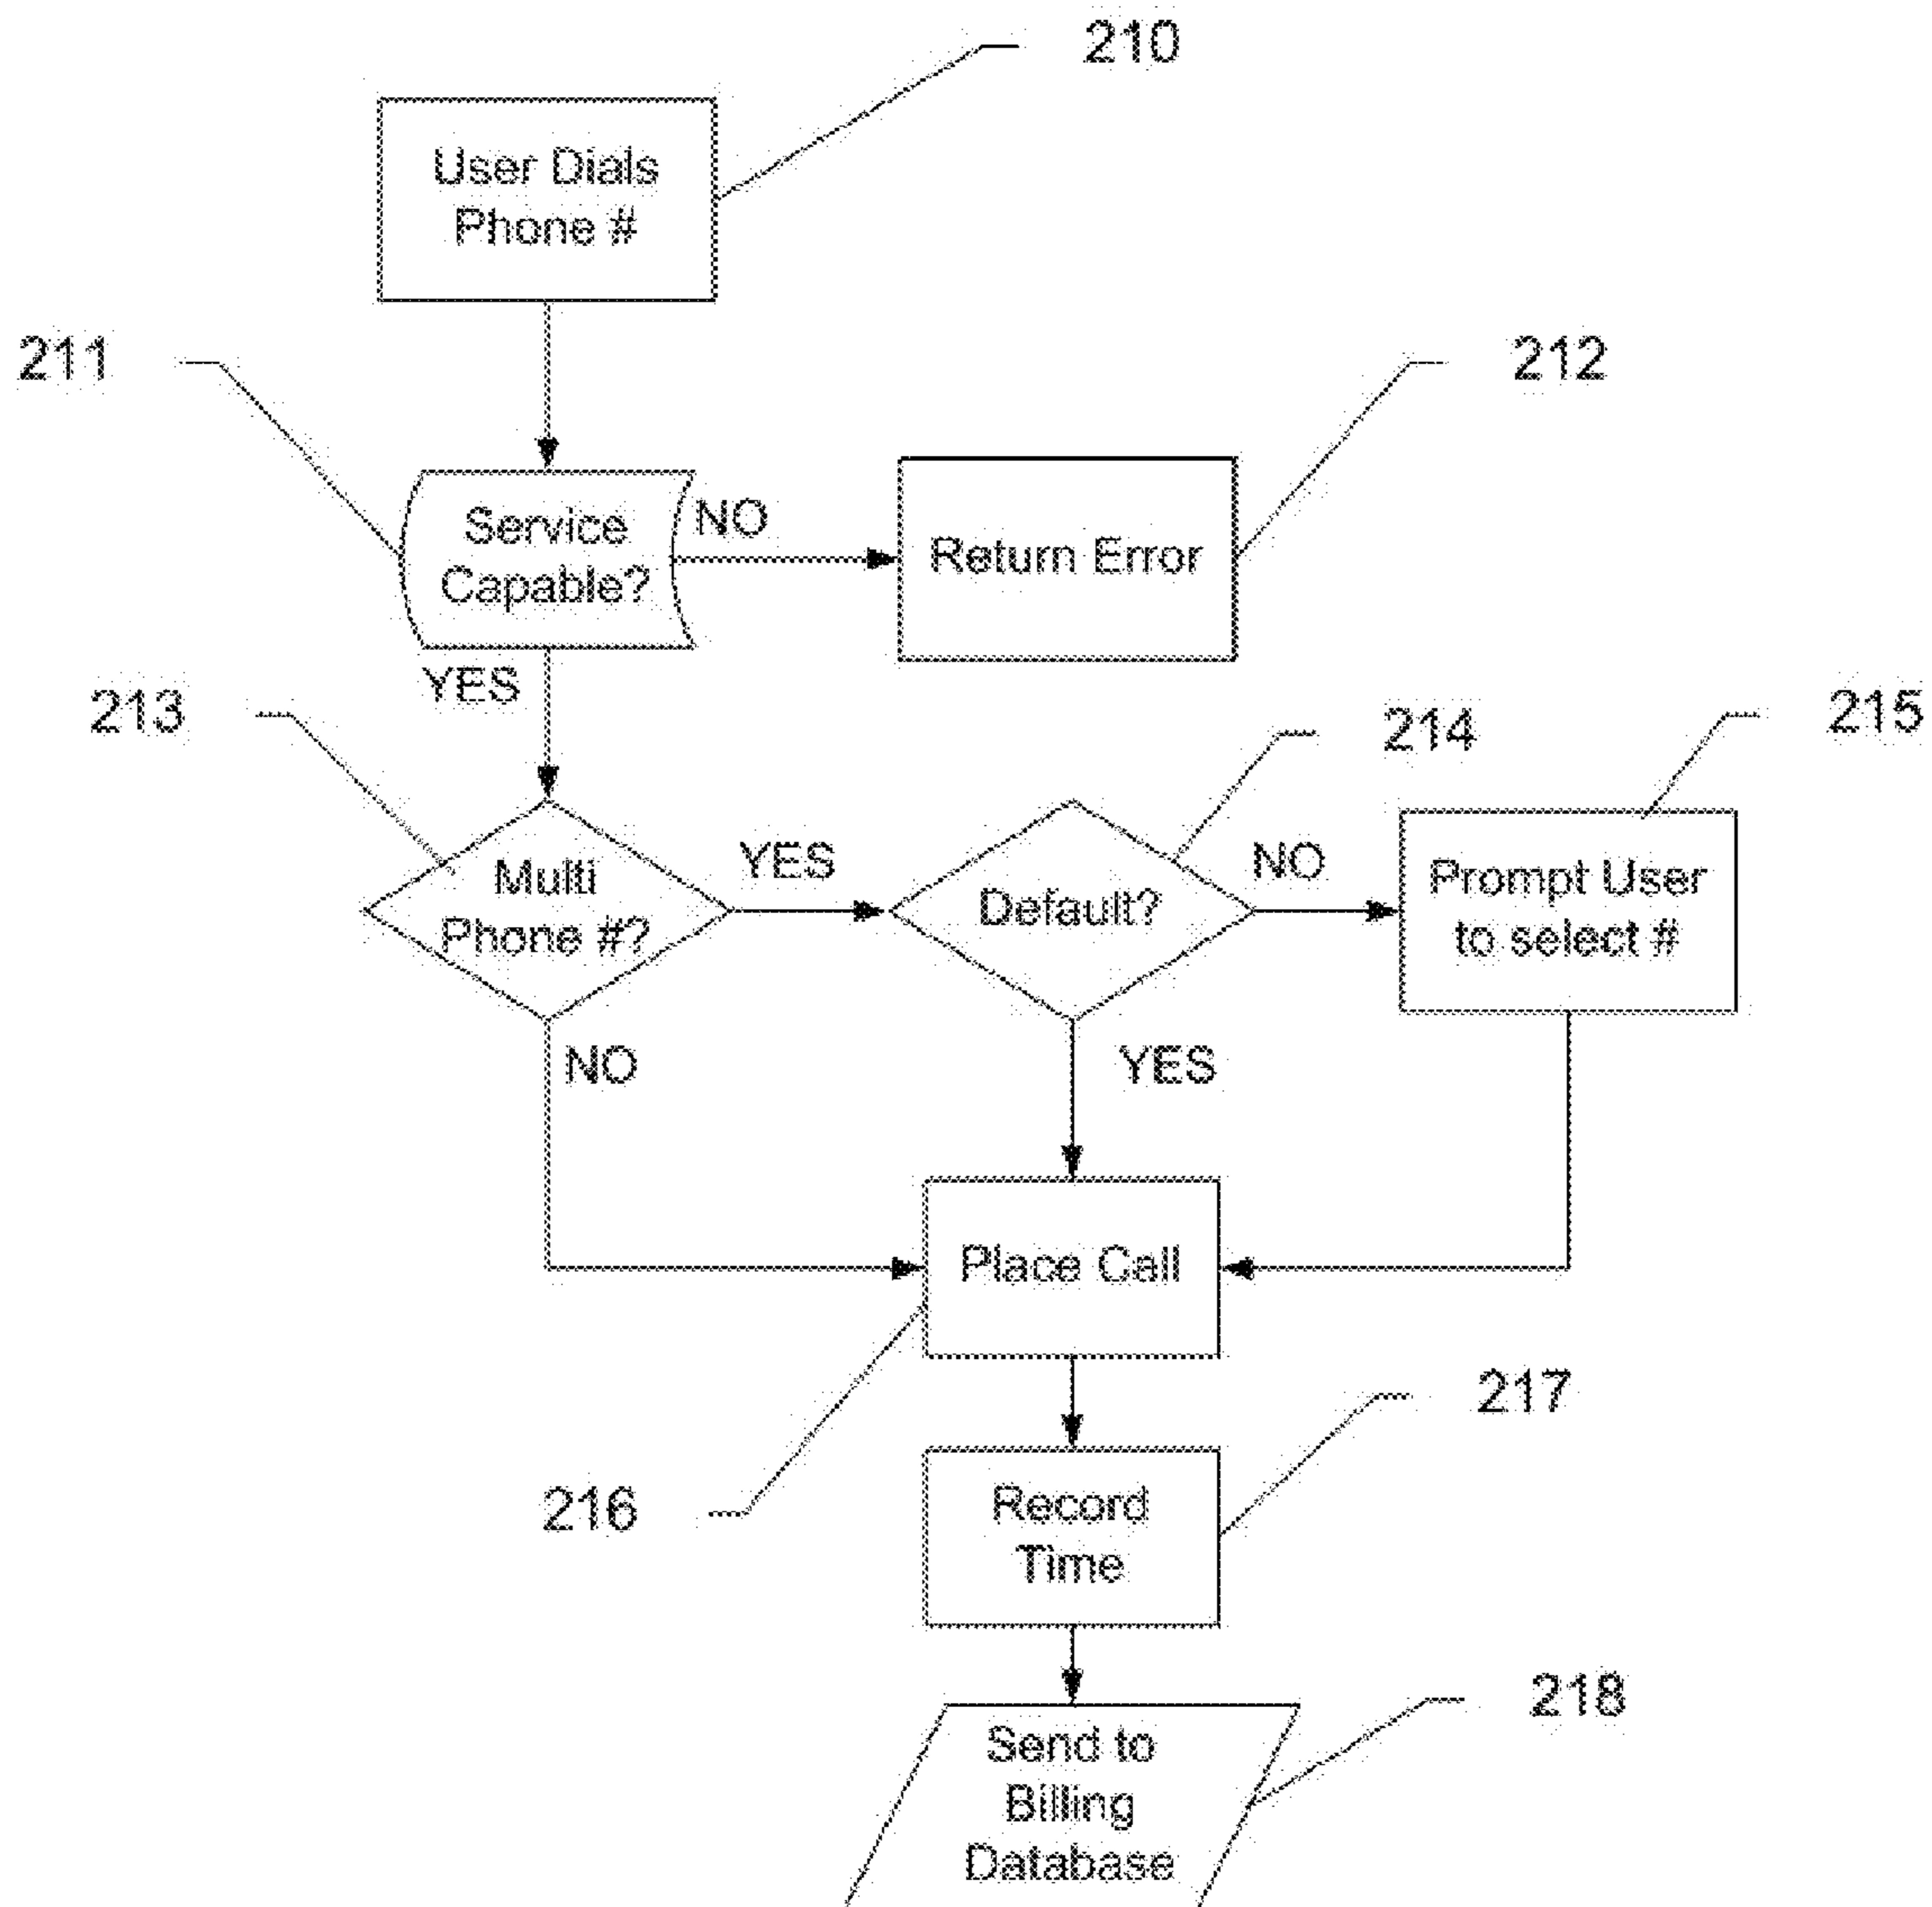 210
User Dials
Phone #
211
212
Service
Capable?
NO
Return Error
YES
213
214
215
Multi
Phone #?
YES
Default?
NO
Prompt User
to select #
NO
YES
Place Call
216
217
Record
Time
218
Send to
Billing
Database